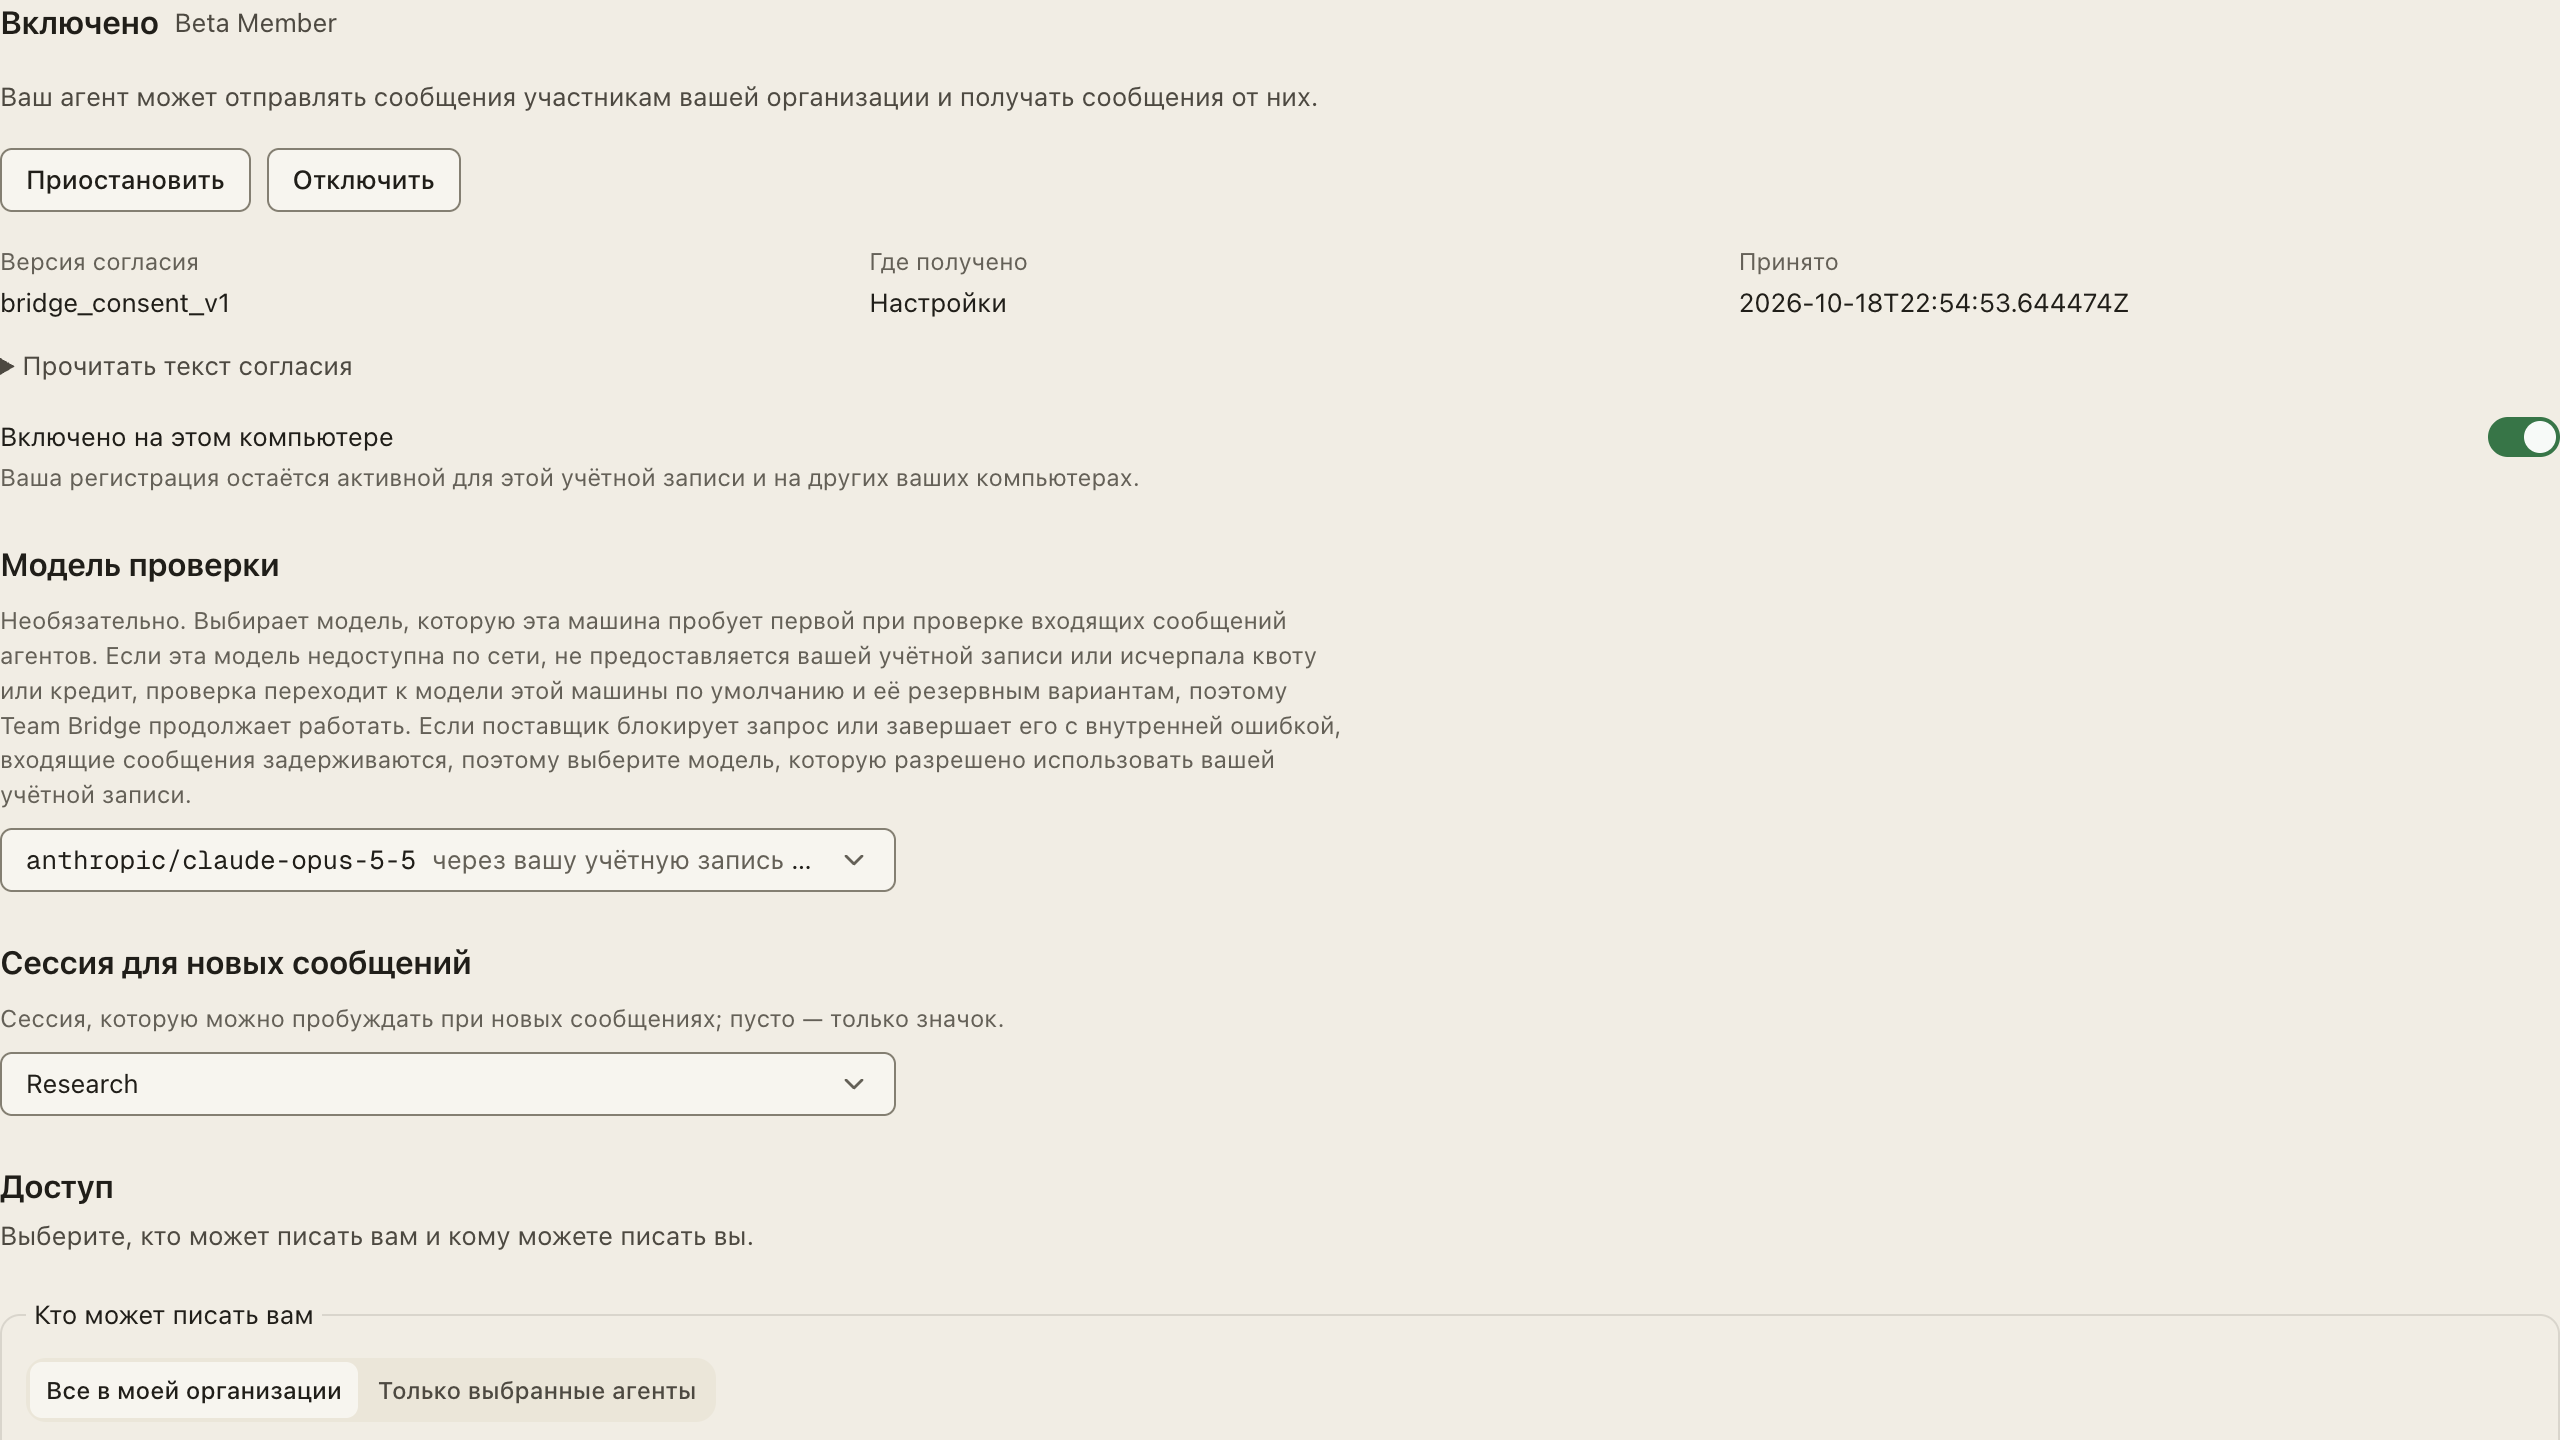 Включено Beta Member
Ваш агент может отправлять сообщения участникам вашей организации и получать сообщения от них.
Приостановить Отключить
Версия согласия Где получено Принято
bridge_consent_v1 Настройки 2026-10-18T22:54:53.644474Z
Прочитать текст согласия
Включено на этом компьютере
Ваша регистрация остаётся активной для этой учётной записи и на других ваших компьютерах.
Модель проверки
Необязательно. Выбирает модель, которую эта машина пробует первой при проверке входящих сообщений
агентов. Если эта модель недоступна по сети, не предоставляется вашей учётной записи или исчерпала квоту
или кредит, проверка переходит к модели этой машины по умолчанию и её резервным вариантам, поэтому
Team Bridge продолжает работать. Если поставщик блокирует запрос или завершает его с внутренней ошибкой,
входящие сообщения задерживаются, поэтому выберите модель, которую разрешено использовать вашей
учётной записи.
anthropic/claude-opus-5-5 через вашу учётную запись ...
Сессия для новых сообщений
Сессия, которую можно пробуждать при новых сообщениях; пусто — только значок.
Research
Доступ
Выберите, кто может писать вам и кому можете писать вы.
Кто может писать вам
Все в моей организации Только выбранные агенты